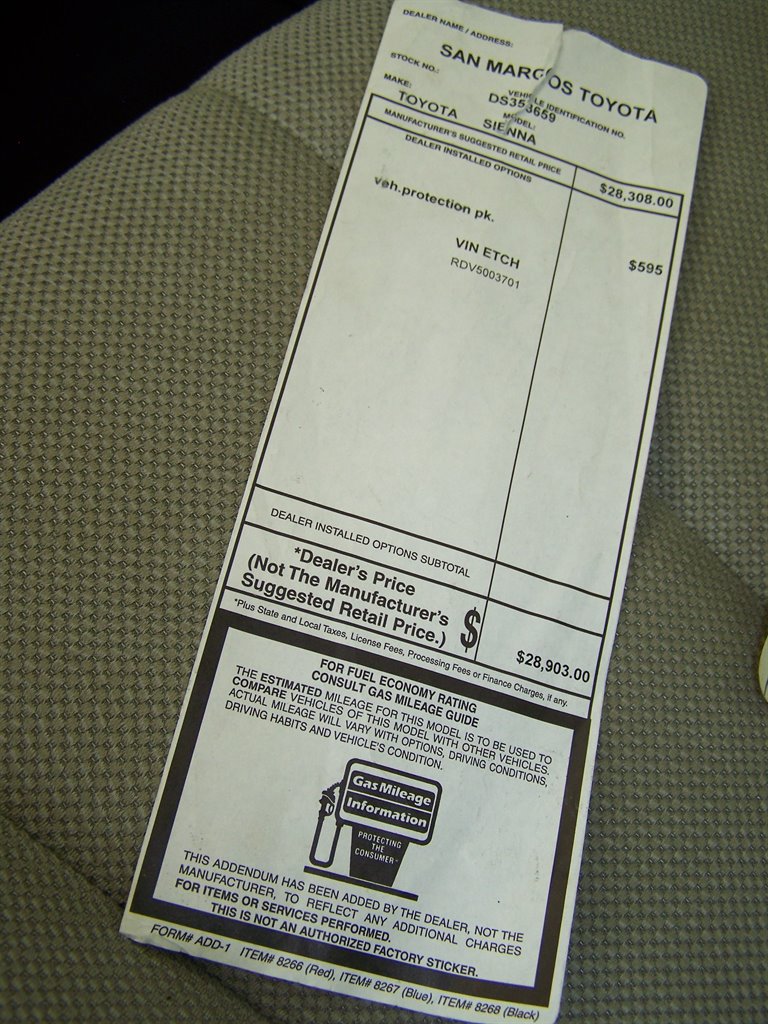 DEALER NAME / ADDRESS:
SAN MARCOS TOYOTA
STOCK NO.:
VEHICLE IDENTIFICATION NO.
DS353659
MAKE:
MODEL:
TOYOTA SIENNA
MANUFACTURER'S SUGGESTED RETAIL PRICE $28,308.00
DEALER INSTALLED OPTIONS
veh.protection pk.
VIN ETCH $595
RDV5003701
DEALER INSTALLED OPTIONS SUBTOTAL
*Dealer's Price
(Not The Manufacturer's
Suggested Retail Price.) $ $28,903.00
*Plus State and Local Taxes, License Fees, Processing Fees or Finance Charges, if any.
FOR FUEL ECONOMY RATING
CONSULT GAS MILEAGE GUIDE
THE ESTIMATED MILEAGE FOR THIS MODEL IS TO BE USED TO
COMPARE VEHICLES OF THIS MODEL WITH OTHER VEHICLES.
ACTUAL MILEAGE WILL VARY WITH OPTIONS, DRIVING CONDITIONS,
DRIVING HABITS AND VEHICLE'S CONDITION.
Gas Mileage
Information
PROTECTING
THE
CONSUMER
THIS ADDENDUM HAS BEEN ADDED BY THE DEALER, NOT THE
MANUFACTURER, TO REFLECT ANY ADDITIONAL CHARGES
FOR ITEMS OR SERVICES PERFORMED.
THIS IS NOT AN AUTHORIZED FACTORY STICKER.
FORM# ADD-1 ITEM# 8266 (Red), ITEM# 8267 (Blue), ITEM# 8268 (Black)